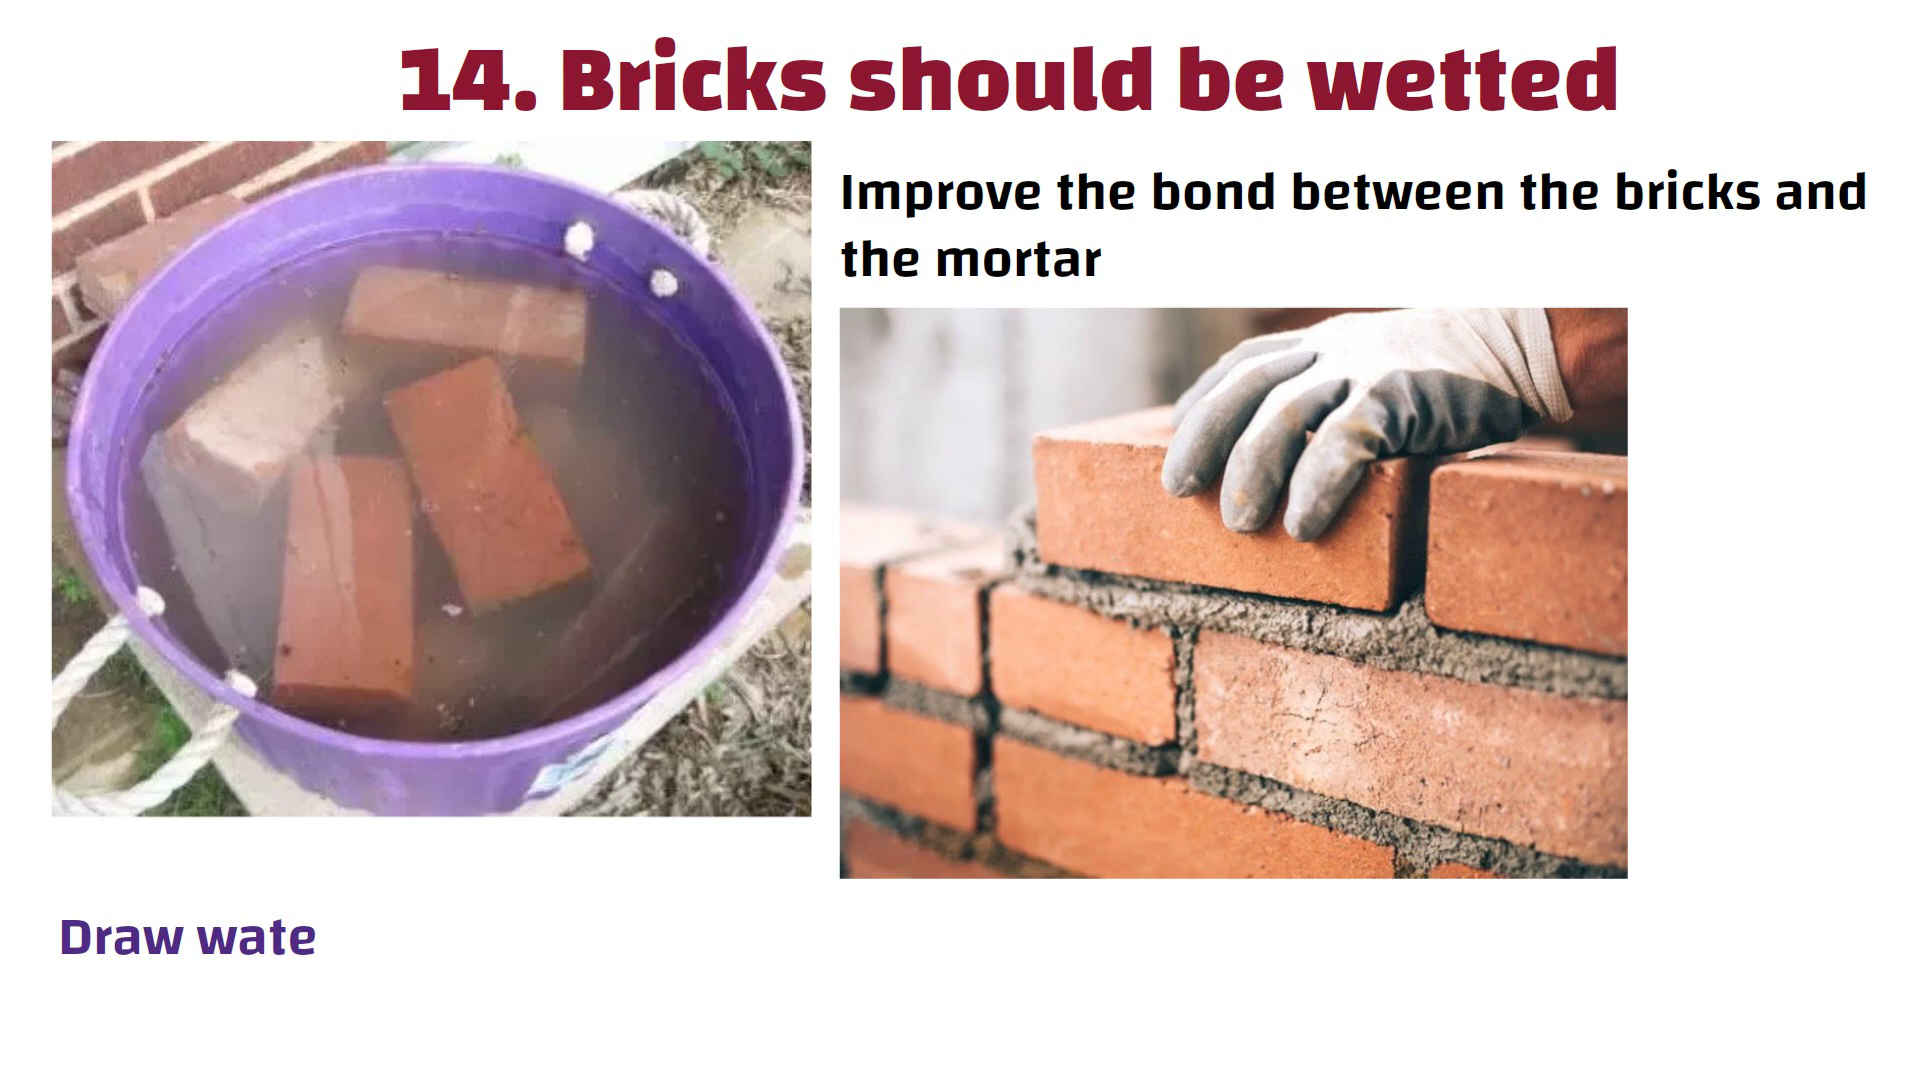 14. Bricks should be wetted
Improve the bond between the bricks and
the mortar
Draw wate